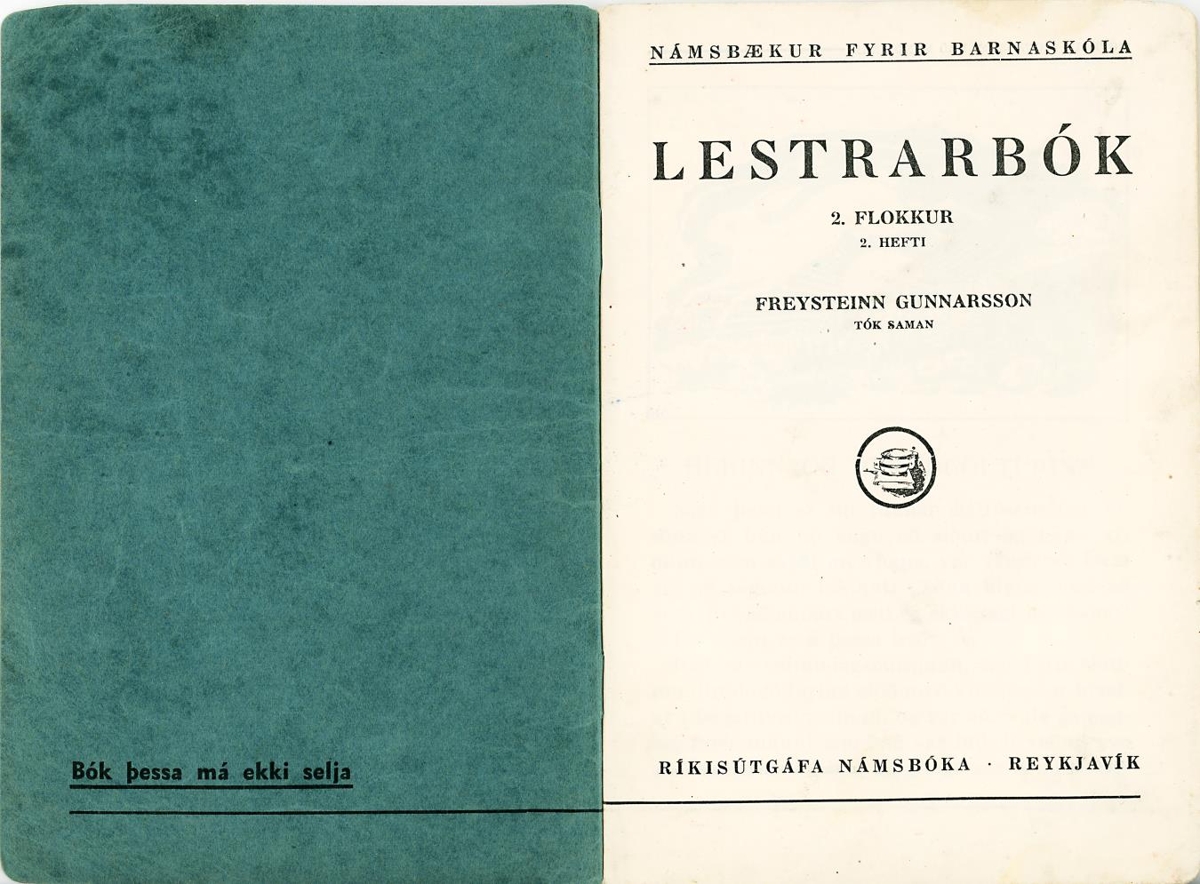 Bók þessa má ekki selja
NÁMSBÆKUR FYRIR BARNASKÓLA
LESTRARBÓK
2. FLOKKUR
2. HEFTI
FREYSTEINN GUNNARSSON
TÓK SAMAN
RÍKISÚTGÁFA NÁMSBÓKA · REYKJAVÍK